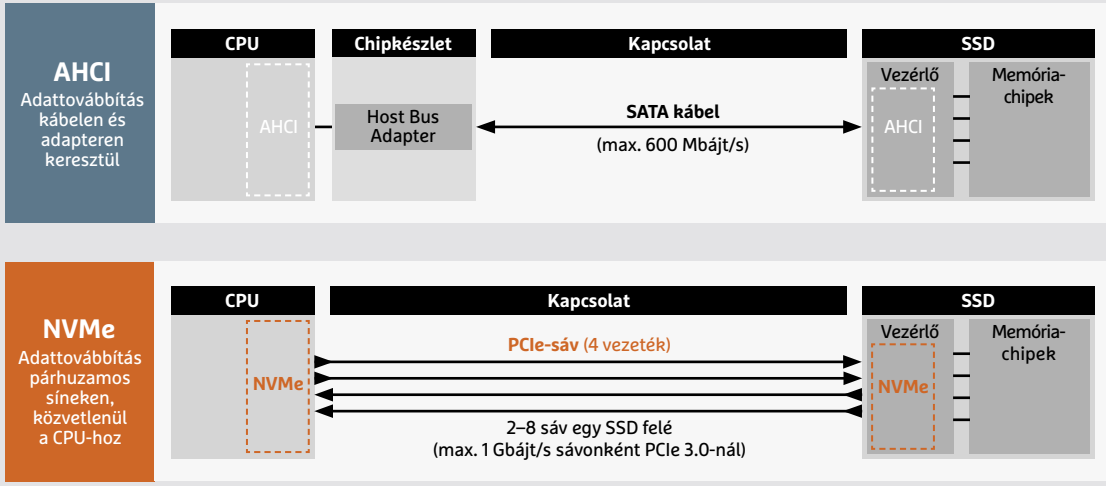 AHCI
Adattovábbítás
kábelen és
adapteren
keresztül
CPU
Chipkészlet
Kapcsolat
SSD
AHCI
Host Bus
Adapter
SATA kábel
(max. 600 Mbájt/s)
Vezérlő
AHCI
Memória-
chipek
NVMe
Adattovábbítás
párhuzamos
síneken,
közvetlenül
a CPU-hoz
CPU
Kapcsolat
SSD
NVMe
PCIe-sáv (4 vezeték)
2–8 sáv egy SSD felé
(max. 1 Gbájt/s sávonként PCIe 3.0-nál)
Vezérlő
NVMe
Memória-
chipek